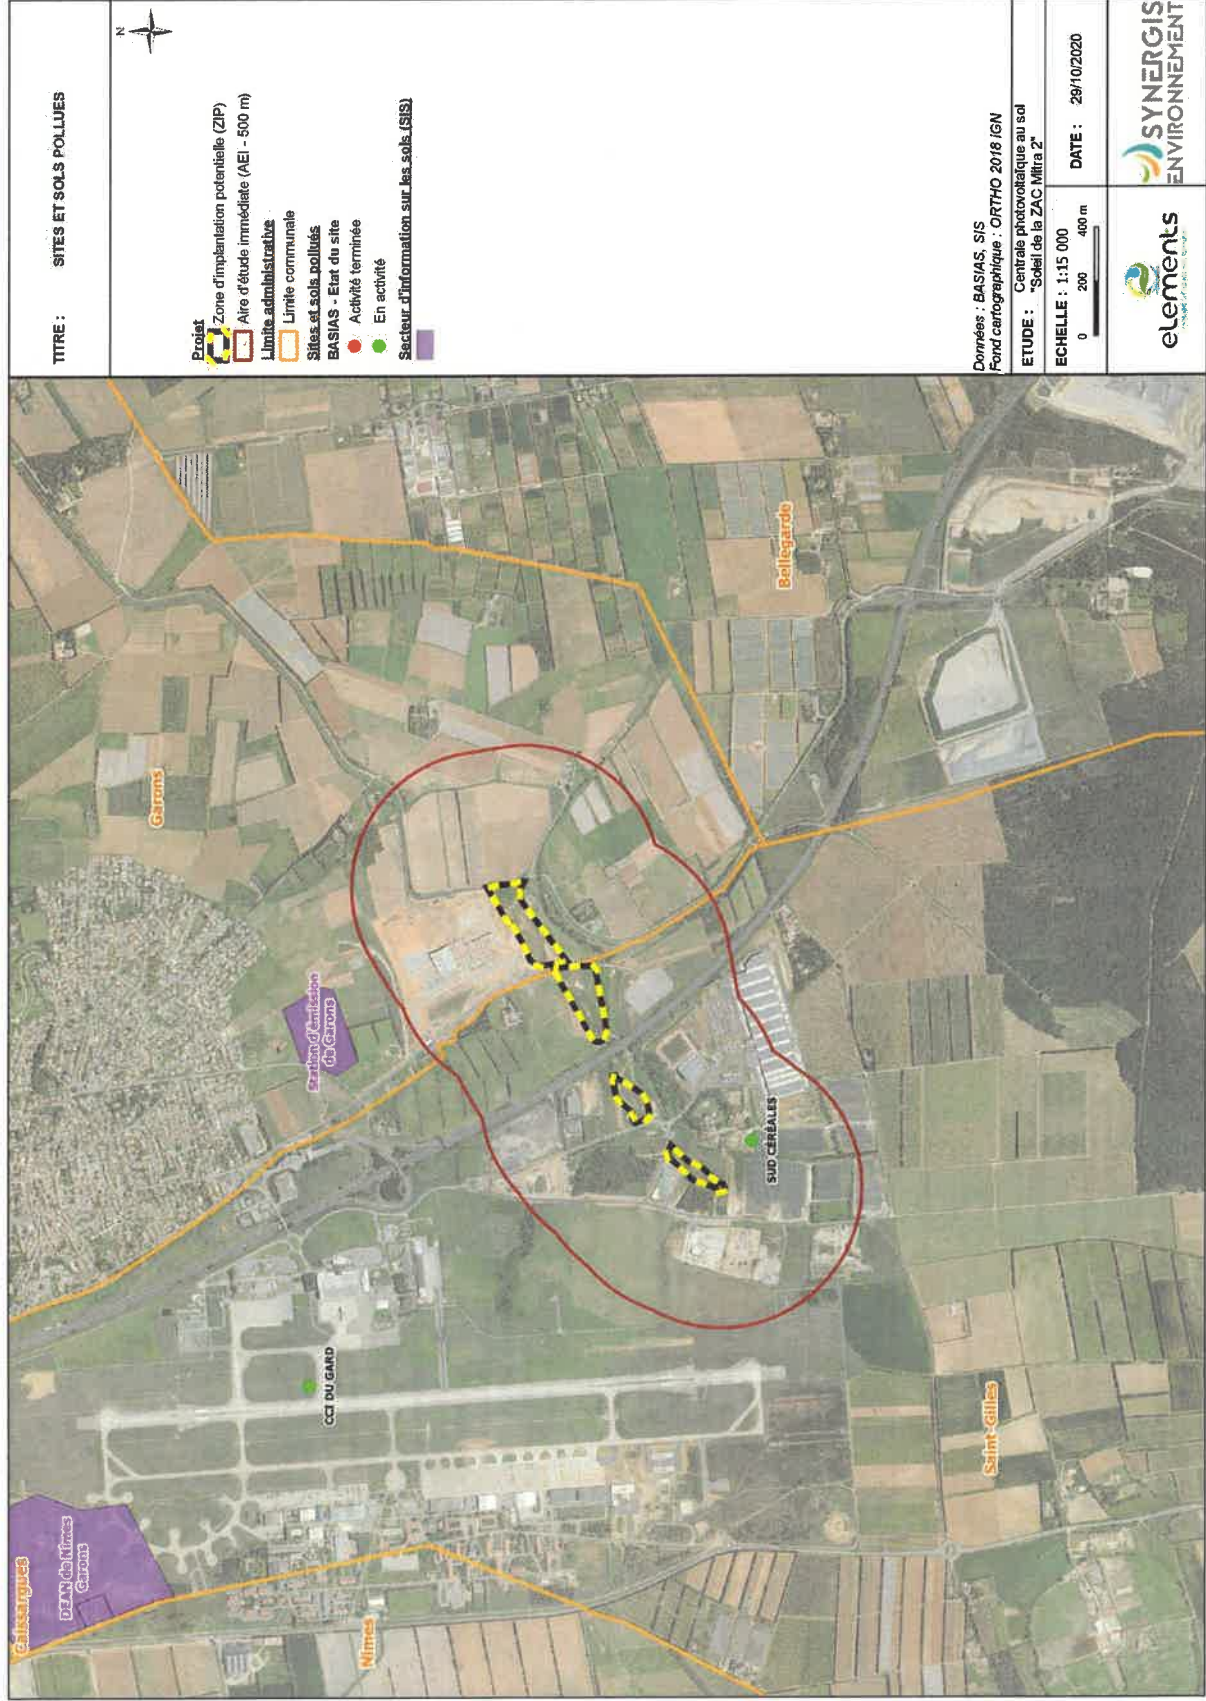 TITRE : SITES ET SOLS POLLUES
N
Projet
Zone d'implantation potentielle (ZIP)
Aire d'étude immédiate (AEI - 500 m)
Limite administrative
Limite communale
Sites et sols pollués
BASIAS - Etat du site
Activité terminée
En activité
Secteur d'information sur les sols (SIS)
Données : BASIAS, SIS
Fond cartographique : ORTHO 2018 IGN
ETUDE : Centrale photovoltaïque au sol
"Soleil de la ZAC Mitra 2"
ECHELLE : 1:15 000
0 200 400 m
DATE : 29/10/2020
elements
SYNERGIS
ENVIRONNEMENT
Caissargues
DEAN de Nîmes
Garons
Nîmes
CCI DU GARD
Station d'émission
de Garons
Garons
SUD CÉRÉALES
Bellegarde
Saint-Gilles